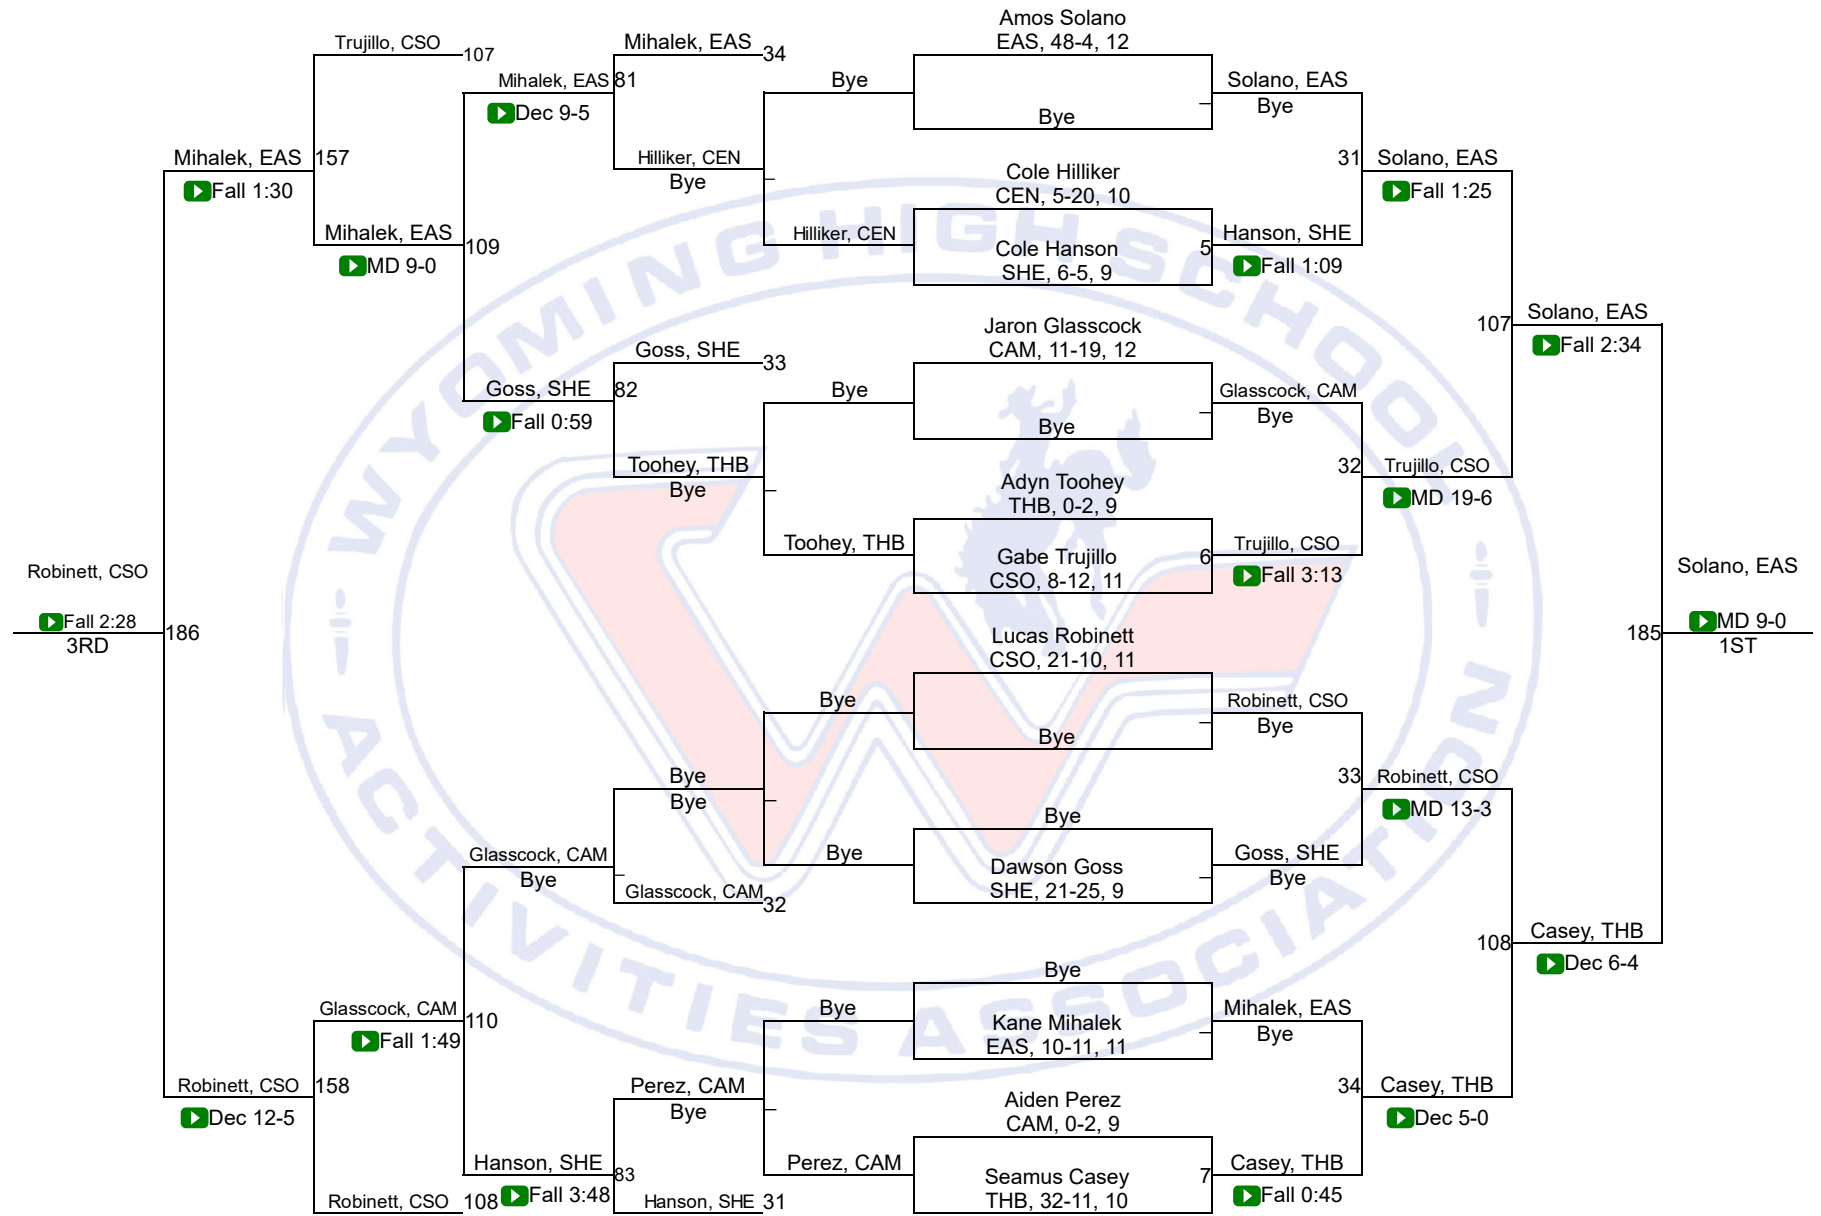 Amos Solano
EAS, 48-4, 12
Trujillo, CSO
107
Mihalek, EAS
34
Mihalek, EAS
81
Dec 9-5
Bye
Solano, EAS
Bye
Bye
Mihalek, EAS
157
Fall 1:30
Hilliker, CEN
Bye
Cole Hilliker
CEN, 5-20, 10
31
Solano, EAS
Fall 1:25
Mihalek, EAS
109
MD 9-0
Hilliker, CEN
Cole Hanson
SHE, 6-5, 9
5
Hanson, SHE
Fall 1:09
Jaron Glasscock
CAM, 11-19, 12
107
Solano, EAS
Fall 2:34
Goss, SHE
33
Goss, SHE
82
Fall 0:59
Bye
Glasscock, CAM
Bye
Bye
Toohey, THB
Bye
Adyn Toohey
THB, 0-2, 9
32
Trujillo, CSO
MD 19-6
Toohey, THB
Gabe Trujillo
CSO, 8-12, 11
6
Trujillo, CSO
Fall 3:13
Robinett, CSO
Fall 2:28
3RD
186
Lucas Robinett
CSO, 21-10, 11
Solano, EAS
185
MD 9-0
1ST
Bye
Robinett, CSO
Bye
Bye
Bye
Bye
33
Robinett, CSO
MD 13-3
Bye
Bye
Dawson Goss
SHE, 21-25, 9
Goss, SHE
Bye
Glasscock, CAM
Bye
Glasscock, CAM
32
108
Casey, THB
Dec 6-4
Bye
Bye
Kane Mihalek
EAS, 10-11, 11
Mihalek, EAS
Bye
Glasscock, CAM
110
Fall 1:49
Robinett, CSO
158
Dec 12-5
Perez, CAM
Bye
Aiden Perez
CAM, 0-2, 9
34
Casey, THB
Dec 5-0
Hanson, SHE
83
Fall 3:48
Perez, CAM
Seamus Casey
THB, 32-11, 10
7
Casey, THB
Fall 0:45
Robinett, CSO
108
Hanson, SHE
31
WYOMING HIGH SCHOOL
ACTIVITIES ASSOCIATION